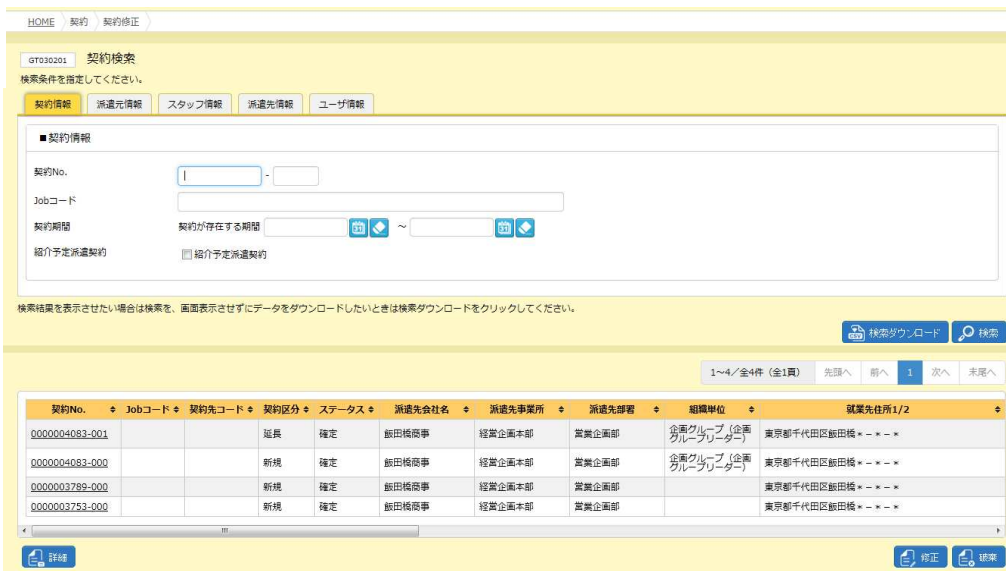 HOME 契約 契約修正
GT030201 契約検索
検索条件を指定してください。
契約情報 派遣元情報 スタッフ情報 派遣先情報 ユーザ情報
■契約情報
契約No. -
Jobコード
契約期間 契約が存在する期間 31 ～ 31
紹介予定派遣契約 紹介予定派遣契約
検索結果を表示させたい場合は検索を、画面表示させずにデータをダウンロードしたいときは検索ダウンロードをクリックしてください。
CSV 検索ダウンロード 検索
1～4／全4件（全1頁） 先頭へ 前へ 1 次へ 末尾へ
契約No. Jobコード 契約先コード 契約区分 ステータス 派遣先会社名 派遣先事業所 派遣先部署 組織単位 就業先住所1/2
0000004083-001 延長 確定 飯田橋商事 経営企画本部 営業企画部 企画グループ（企画グループリーダー） 東京都千代田区飯田橋＊－＊－＊
0000004083-000 新規 確定 飯田橋商事 経営企画本部 営業企画部 企画グループ（企画グループリーダー） 東京都千代田区飯田橋＊－＊－＊
0000003789-000 新規 確定 飯田橋商事 経営企画本部 営業企画部 東京都千代田区飯田橋＊－＊－＊
0000003753-000 新規 確定 飯田橋商事 経営企画本部 営業企画部 東京都千代田区飯田橋＊－＊－＊
詳細 修正 破棄